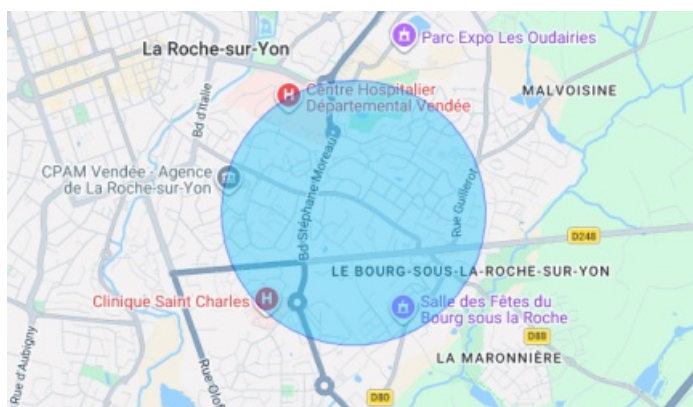 Parc Expo Les Oudairies
La Roche-sur-Yon
Centre Hospitalier
Départemental Vendée
MALVOISINE
Bd d'Italie
CPAM Vendée - Agence
de La Roche-sur-Yon
Bd Stéphane Moreau
Rue Guillerot
D248
LE BOURG-SOUS-LA-ROCHE-SUR-YON
Clinique Saint Charles
Salle des Fêtes du
Bourg sous la Roche
D88
Rue d'Aubigny
LA MARONNIÈRE
Rue Olof
D80